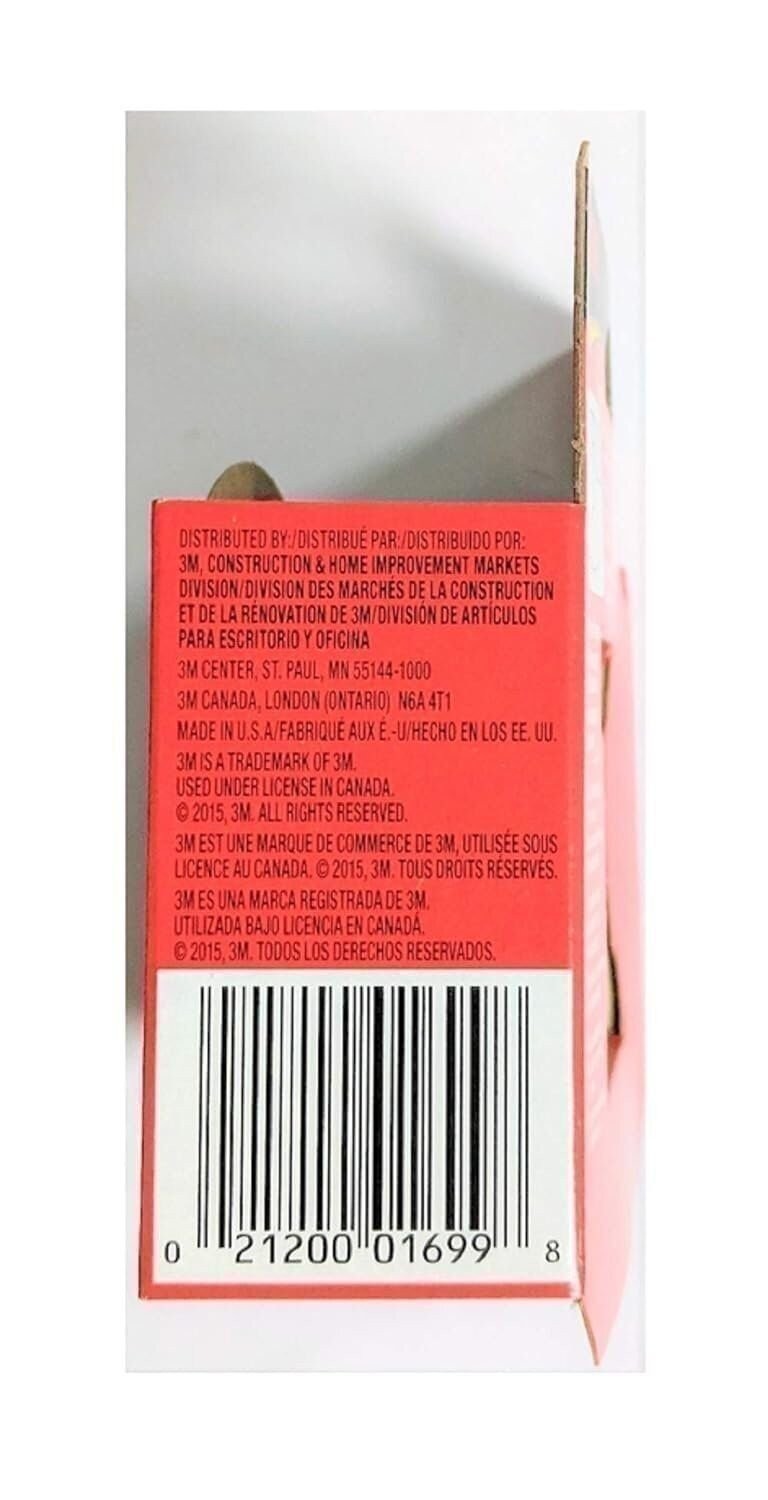 DISTRIBUTED BY:/DISTRIBUÉ PAR:/DISTRIBUIDO POR:
3M, CONSTRUCTION & HOME IMPROVEMENT MARKETS
DIVISION/DIVISION DES MARCHÉS DE LA CONSTRUCTION
ET DE LA RÉNOVATION DE 3M/DIVISIÓN DE ARTÍCULOS
PARA ESCRITORIO Y OFICINA
3M CENTER, ST. PAUL, MN 55144-1000
3M CANADA, LONDON (ONTARIO) N6A 4T1
MADE IN U.S.A/FABRIQUÉ AUX É.-U/HECHO EN LOS EE. UU.
3M IS A TRADEMARK OF 3M.
USED UNDER LICENSE IN CANADA.
© 2015, 3M. ALL RIGHTS RESERVED.
3M EST UNE MARQUE DE COMMERCE DE 3M, UTILISÉE SOUS
LICENCE AU CANADA. © 2015, 3M. TOUS DROITS RÉSERVÉS.
3M ES UNA MARCA REGISTRADA DE 3M.
UTILIZADA BAJO LICENCIA EN CANADÁ.
© 2015, 3M. TODOS LOS DERECHOS RESERVADOS.
0 21200 01699 8